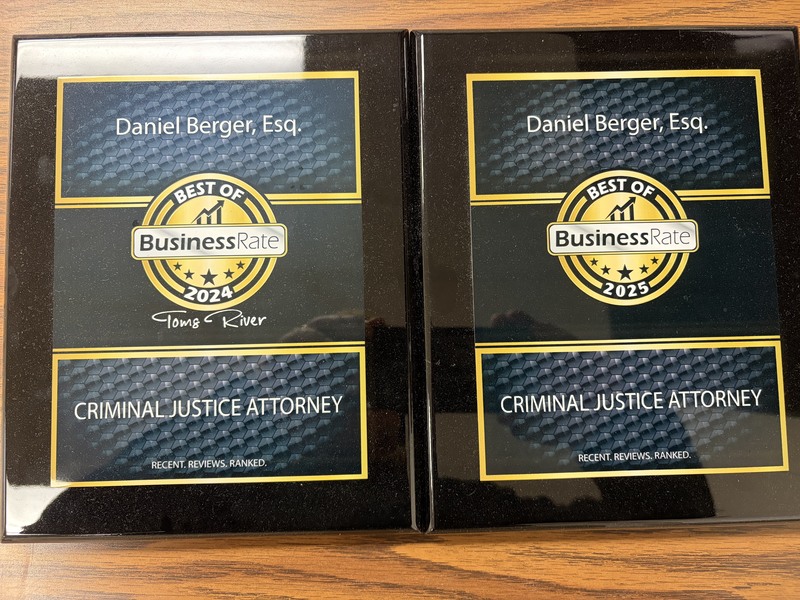 Daniel Berger, Esq.
BEST OF
BusinessRate
2024
Toms River
CRIMINAL JUSTICE ATTORNEY
RECENT. REVIEWS. RANKED.
Daniel Berger, Esq.
BEST OF
BusinessRate
2025
CRIMINAL JUSTICE ATTORNEY
RECENT. REVIEWS. RANKED.